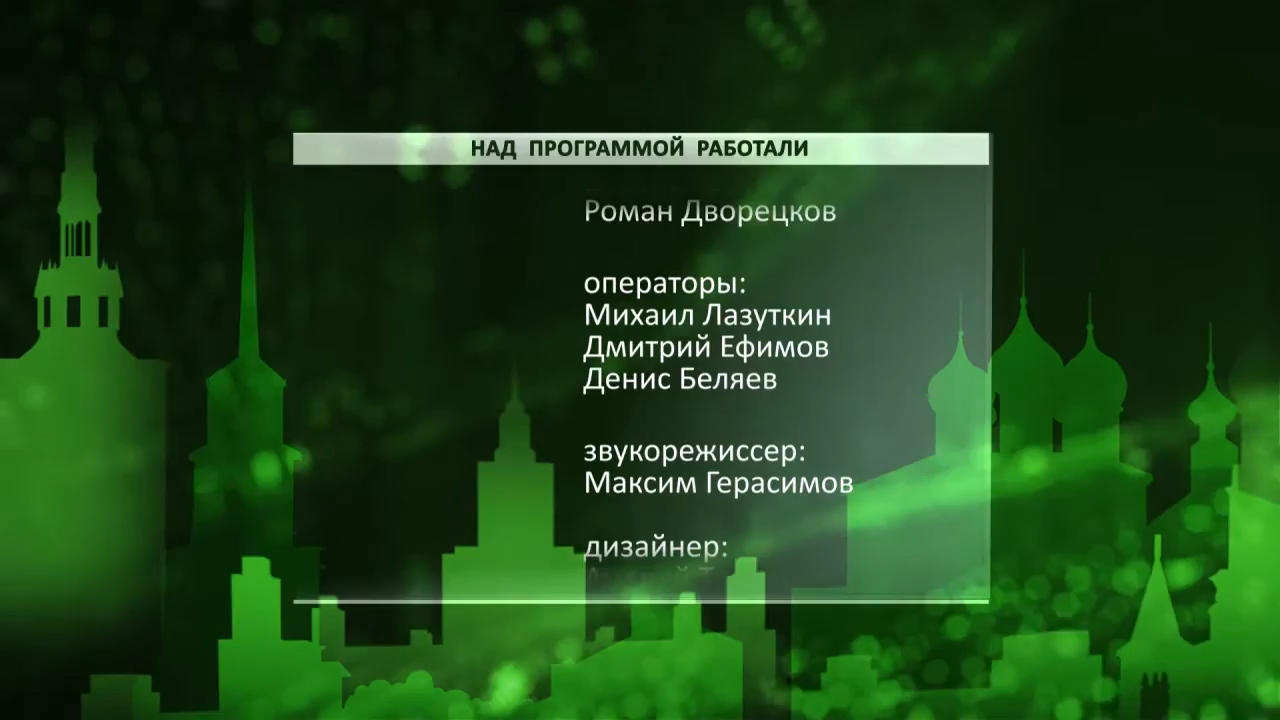 НАД ПРОГРАММОЙ РАБОТАЛИ
Роман Дворецков
операторы:
Михаил Лазуткин
Дмитрий Ефимов
Денис Беляев
звукорежиссер:
Максим Герасимов
дизайнер: